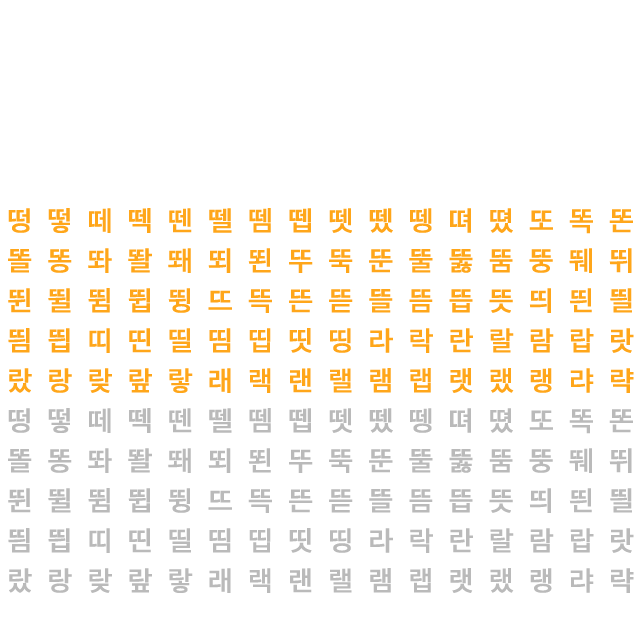 떵 떻 떼 떽 뗀 뗄 뗌 뗍 뗏 뗐 뗑 뗘 뗬 또 똑 똔
똘 똥 똬 똴 뙈 뙤 뙨 뚜 뚝 뚠 뚤 뚫 뚬 뚱 뛔 뛰
뛴 뛸 뜀 뜁 뜅 뜨 뜩 뜬 뜯 뜰 뜸 뜹 뜻 띄 띈 띌
띔 띕 띠 띤 띨 띰 띱 띳 띵 라 락 란 랄 람 랍 랏
랐 랑 랒 랖 랗 래 랙 랜 랠 램 랩 랫 랬 랭 랴 략
떵 떻 떼 떽 뗀 뗄 뗌 뗍 뗏 뗐 뗑 뗘 뗬 또 똑 똔
똘 똥 똬 똴 뙈 뙤 뙨 뚜 뚝 뚠 뚤 뚫 뚬 뚱 뛔 뛰
뛴 뛸 뜀 뜁 뜅 뜨 뜩 뜬 뜯 뜰 뜸 뜹 뜻 띄 띈 띌
띔 띕 띠 띤 띨 띰 띱 띳 띵 라 락 란 랄 람 랍 랏
랐 랑 랒 랖 랗 래 랙 랜 랠 램 랩 랫 랬 랭 랴 략